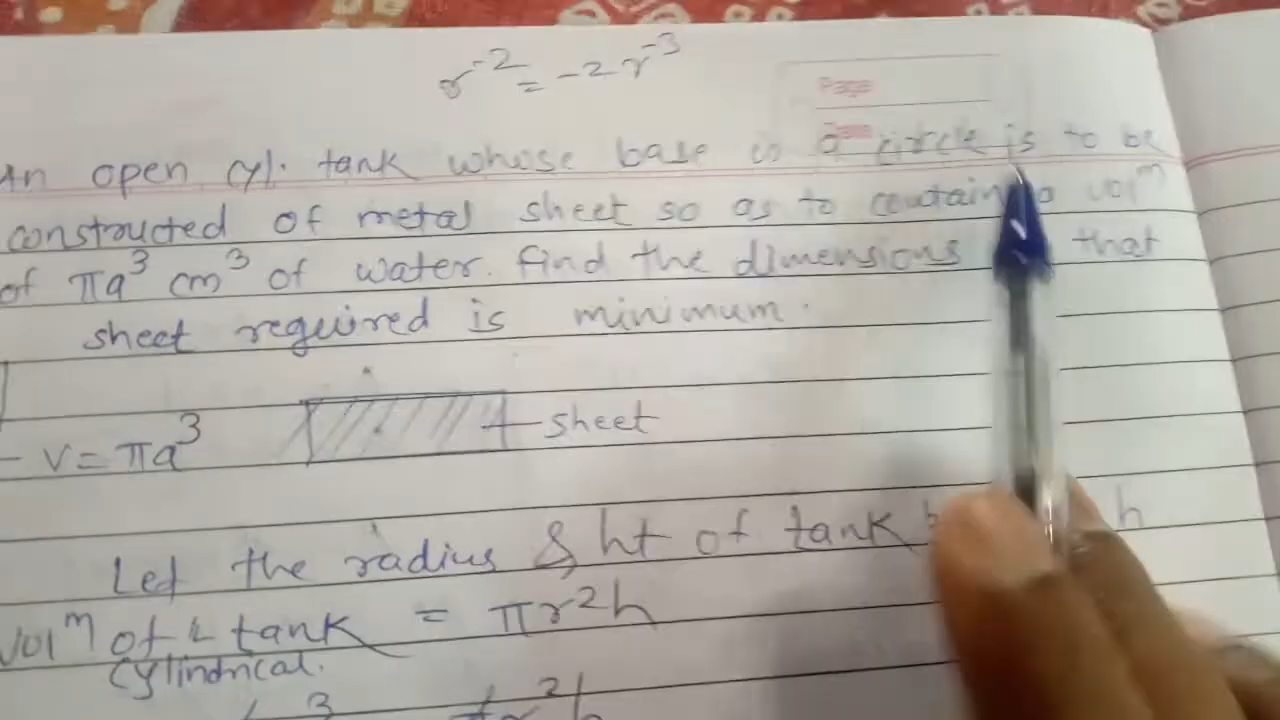 r⁻² = -2r⁻³
Page
An open cyl. tank whose base is a circle is to be
constructed of metal sheet so as to contain a volᵐ
of πa³ cm³ of water. find the dimensions that
sheet required is minimum.
V = πa³
sheet
Let the radius & ht of tank h
Volᵐ of tank = πr²h
cylindrical.